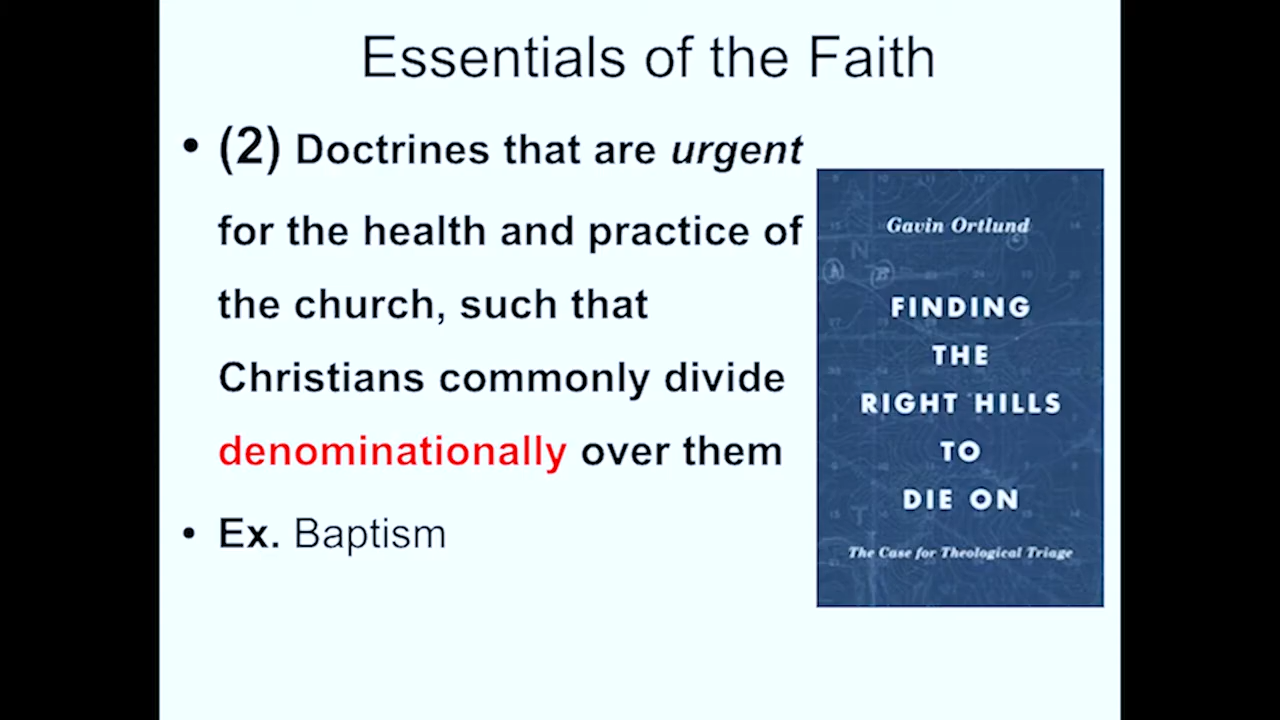 Essentials of the Faith
• (2) Doctrines that are urgent
for the health and practice of
the church, such that
Christians commonly divide
denominationally over them
• Ex. Baptism
Gavin Ortlund
FINDING
THE
RIGHT HILLS
TO
DIE ON
The Case for Theological Triage